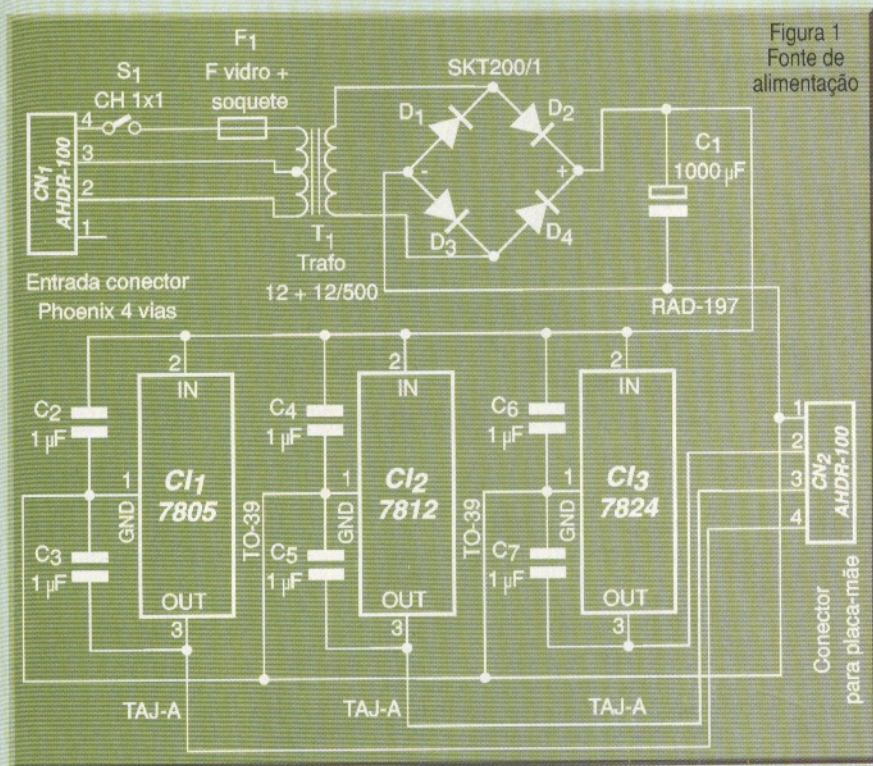 Figura 1
Fonte de
alimentação
S1
CH 1x1
F1
F vidro +
soquete
SKT200/1
D1
D2
D3
D4
-
+
C1
1000 µF
CN1
AHDR-100
4
3
2
1
T1
Trafo
12 + 12/500
Entrada conector
Phoenix 4 vias
RAD-197
C2
1 µF
C3
1 µF
2
IN
1
GND
CI1
7805
OUT
3
TO-39
C4
1 µF
C5
1 µF
2
IN
1
GND
CI2
7812
OUT
3
TO-39
C6
1 µF
C7
1 µF
2
IN
1
GND
CI3
7824
OUT
3
1
2
3
4
CN2
AHDR-100
Conector
para placa-mãe
TAJ-A
TAJ-A
TAJ-A